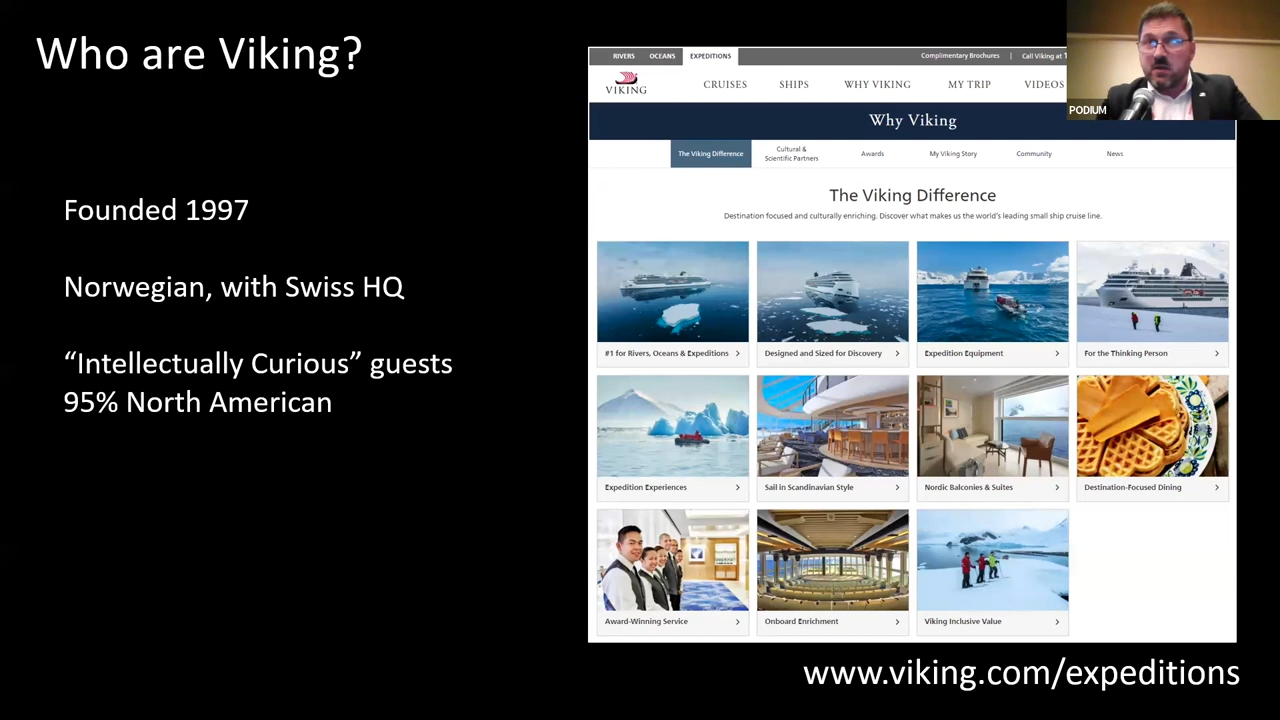 Who are Viking?
Founded 1997
Norwegian, with Swiss HQ
“Intellectually Curious” guests
95% North American
RIVERS OCEANS EXPEDITIONS Complimentary Brochures | Call Viking at
VIKING CRUISES SHIPS WHY VIKING MY TRIP VIDEOS
PODIUM
Why Viking
The Viking Difference
Cultural &
Scientific Partners
Awards
My Viking Story
Community
News
The Viking Difference
Destination focused and culturally enriching. Discover what makes us the world's leading small ship cruise line.
#1 for Rivers, Oceans & Expeditions >
Designed and Sized for Discovery >
Expedition Equipment >
For the Thinking Person >
Expedition Experiences >
Sail in Scandinavian Style >
Nordic Balconies & Suites >
Destination-Focused Dining >
Award-Winning Service >
Onboard Enrichment >
Viking Inclusive Value >
www.viking.com/expeditions